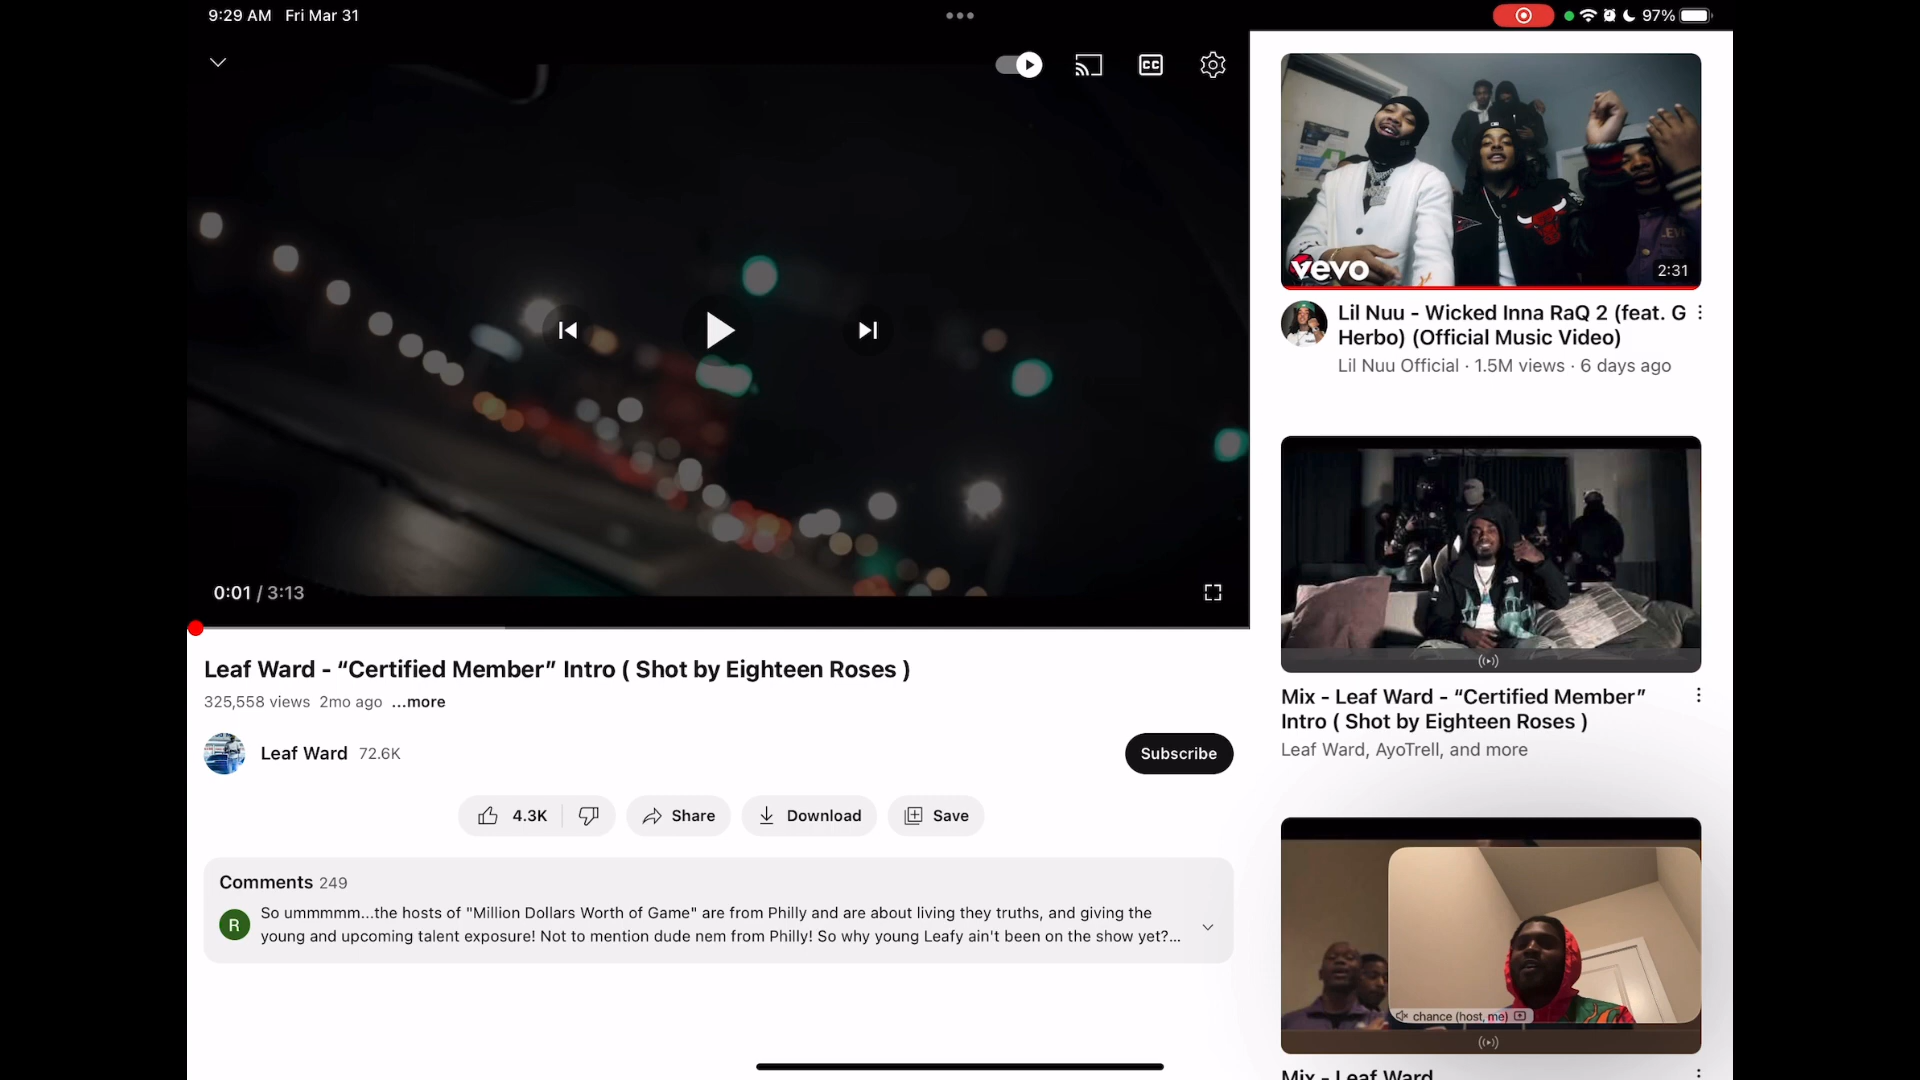 9:29 AM Fri Mar 31
97%
CC
0:01 / 3:13
Leaf Ward - “Certified Member” Intro ( Shot by Eighteen Roses )
325,558 views 2mo ago ...more
Leaf Ward 72.6K
Subscribe
4.3K
Share
Download
Save
Comments 249
R
So ummmmm...the hosts of "Million Dollars Worth of Game" are from Philly and are about living they truths, and giving the
young and upcoming talent exposure! Not to mention dude nem from Philly! So why young Leafy ain't been on the show yet?...
vevo
2:31
Lil Nuu - Wicked Inna RaQ 2 (feat. G
Herbo) (Official Music Video)
Lil Nuu Official · 1.5M views · 6 days ago
Mix - Leaf Ward - “Certified Member”
Intro ( Shot by Eighteen Roses )
Leaf Ward, AyoTrell, and more
chance (host, me)
Mix - Leaf Ward